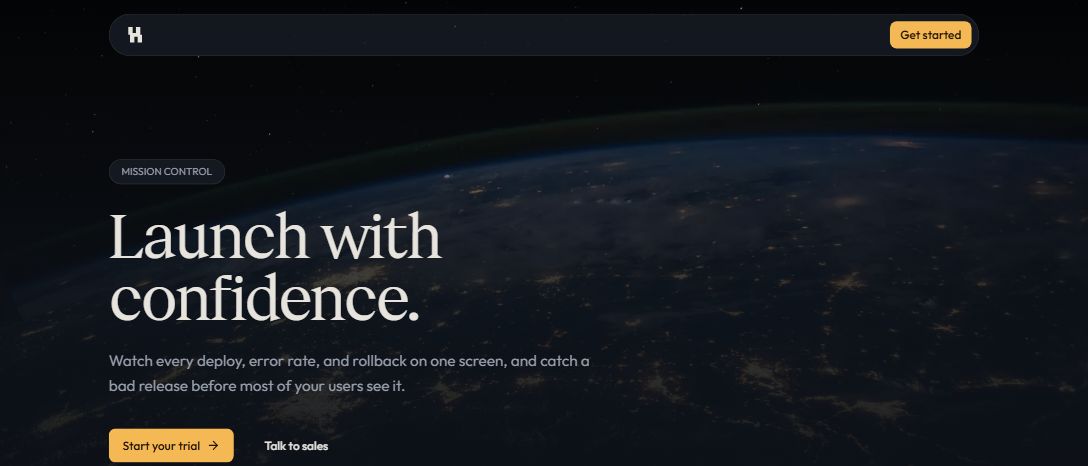 Get started
MISSION CONTROL
Launch with
confidence.
Watch every deploy, error rate, and rollback on one screen, and catch a
bad release before most of your users see it.
Start your trial →
Talk to sales